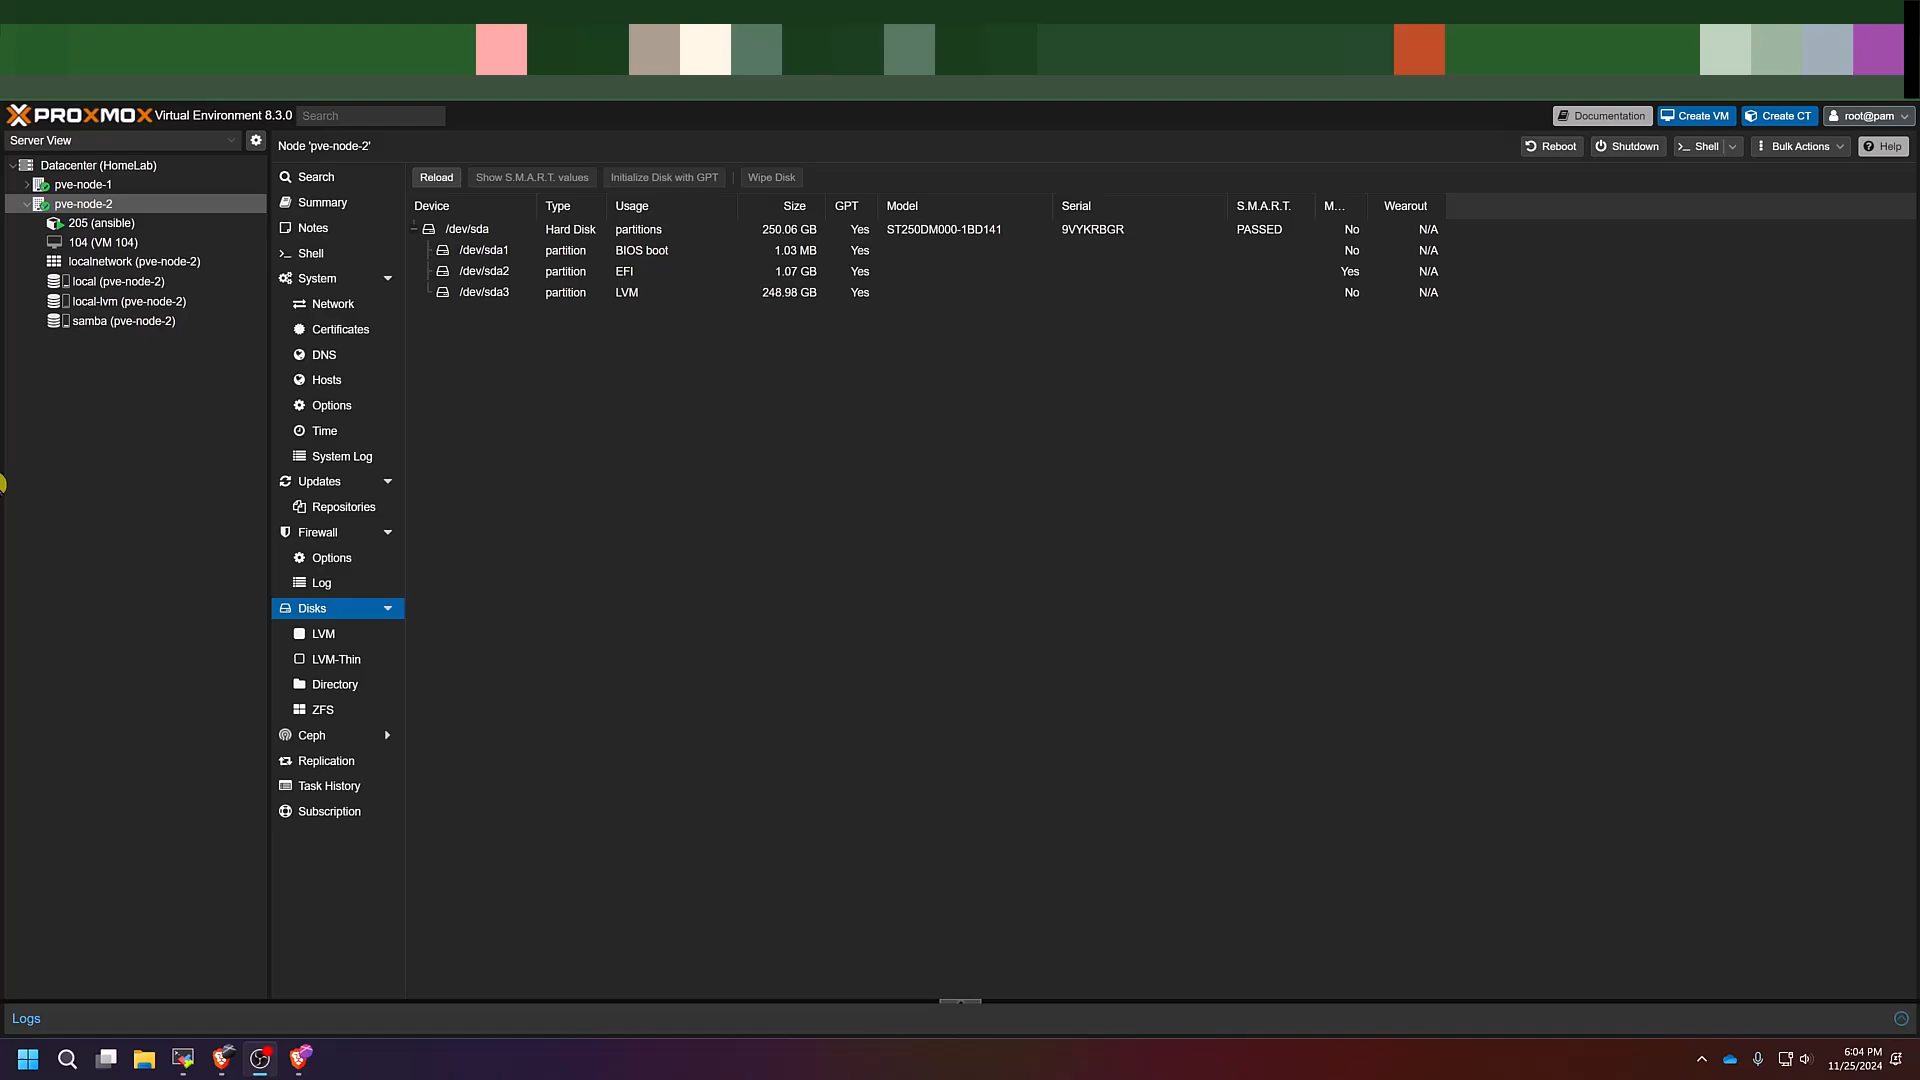 PROXMOX Virtual Environment 8.3.0 Search Documentation Create VM Create CT root@pam
Server View
Node 'pve-node-2' Reboot Shutdown >_ Shell Bulk Actions Help
Datacenter (HomeLab)
pve-node-1
pve-node-2
205 (ansible)
104 (VM 104)
localnetwork (pve-node-2)
local (pve-node-2)
local-lvm (pve-node-2)
samba (pve-node-2)
Search
Summary
Notes
>_ Shell
System
Network
Certificates
DNS
Hosts
Options
Time
System Log
Updates
Repositories
Firewall
Options
Log
Disks
LVM
LVM-Thin
Directory
ZFS
Ceph
Replication
Task History
Subscription
Reload Show S.M.A.R.T. values Initialize Disk with GPT Wipe Disk
Device Type Usage Size GPT Model Serial S.M.A.R.T. M... Wearout
/dev/sda Hard Disk partitions 250.06 GB Yes ST250DM000-1BD141 9VYKRBGR PASSED No N/A
/dev/sda1 partition BIOS boot 1.03 MB Yes No N/A
/dev/sda2 partition EFI 1.07 GB Yes Yes N/A
/dev/sda3 partition LVM 248.98 GB Yes No N/A
Logs
6:04 PM
11/25/2024